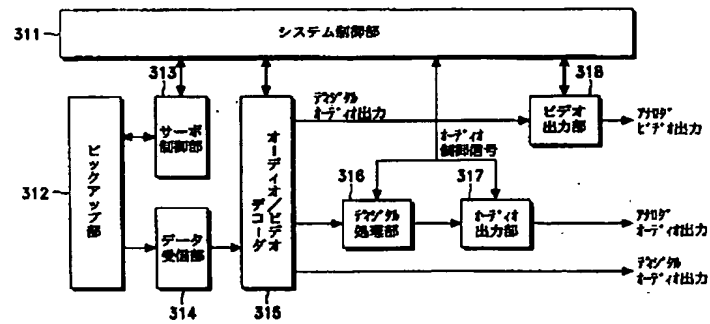 311
システム制御部
313
318
ディジタル
オーディオ出力
ビデオ
出力部
アナログ
ビデオ出力
サーボ
制御部
オーディオ
制御信号
312
ピックアップ部
オーディオ/ビデオ
デコーダ
316
317
ディジタル
処理部
オーディオ
出力部
アナログ
オーディオ出力
データ
受信部
ディジタル
オーディオ出力
314
315